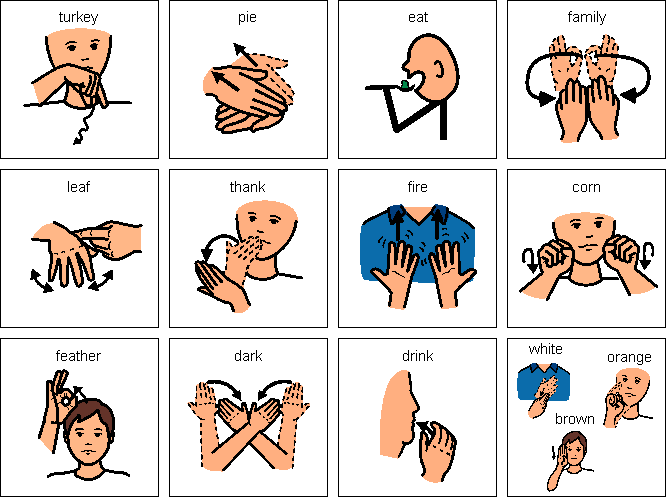 turkey
pie
eat
family
leaf
thank
fire
corn
feather
dark
drink
white
orange
brown